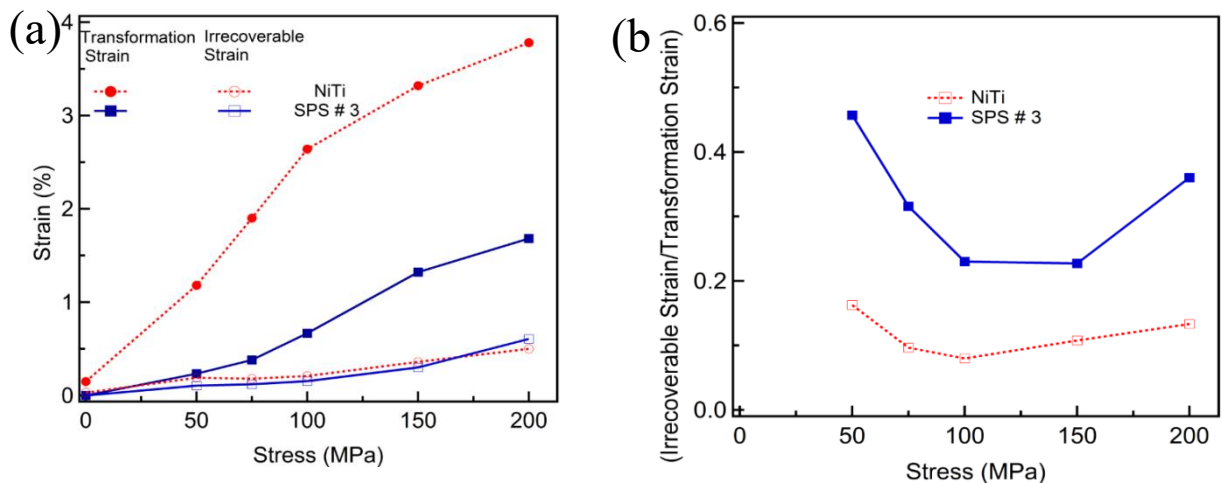 (a)
Transformation Strain
Irrecoverable Strain
NiTi
SPS # 3
4
3
2
1
0
Strain (%)
0 50 100 150 200
Stress (MPa)
(b)
NiTi
SPS # 3
0.6
0.4
0.2
0.0
(Irrecoverable Strain/Transformation Strain)
0 50 100 150 200
Stress (MPa)